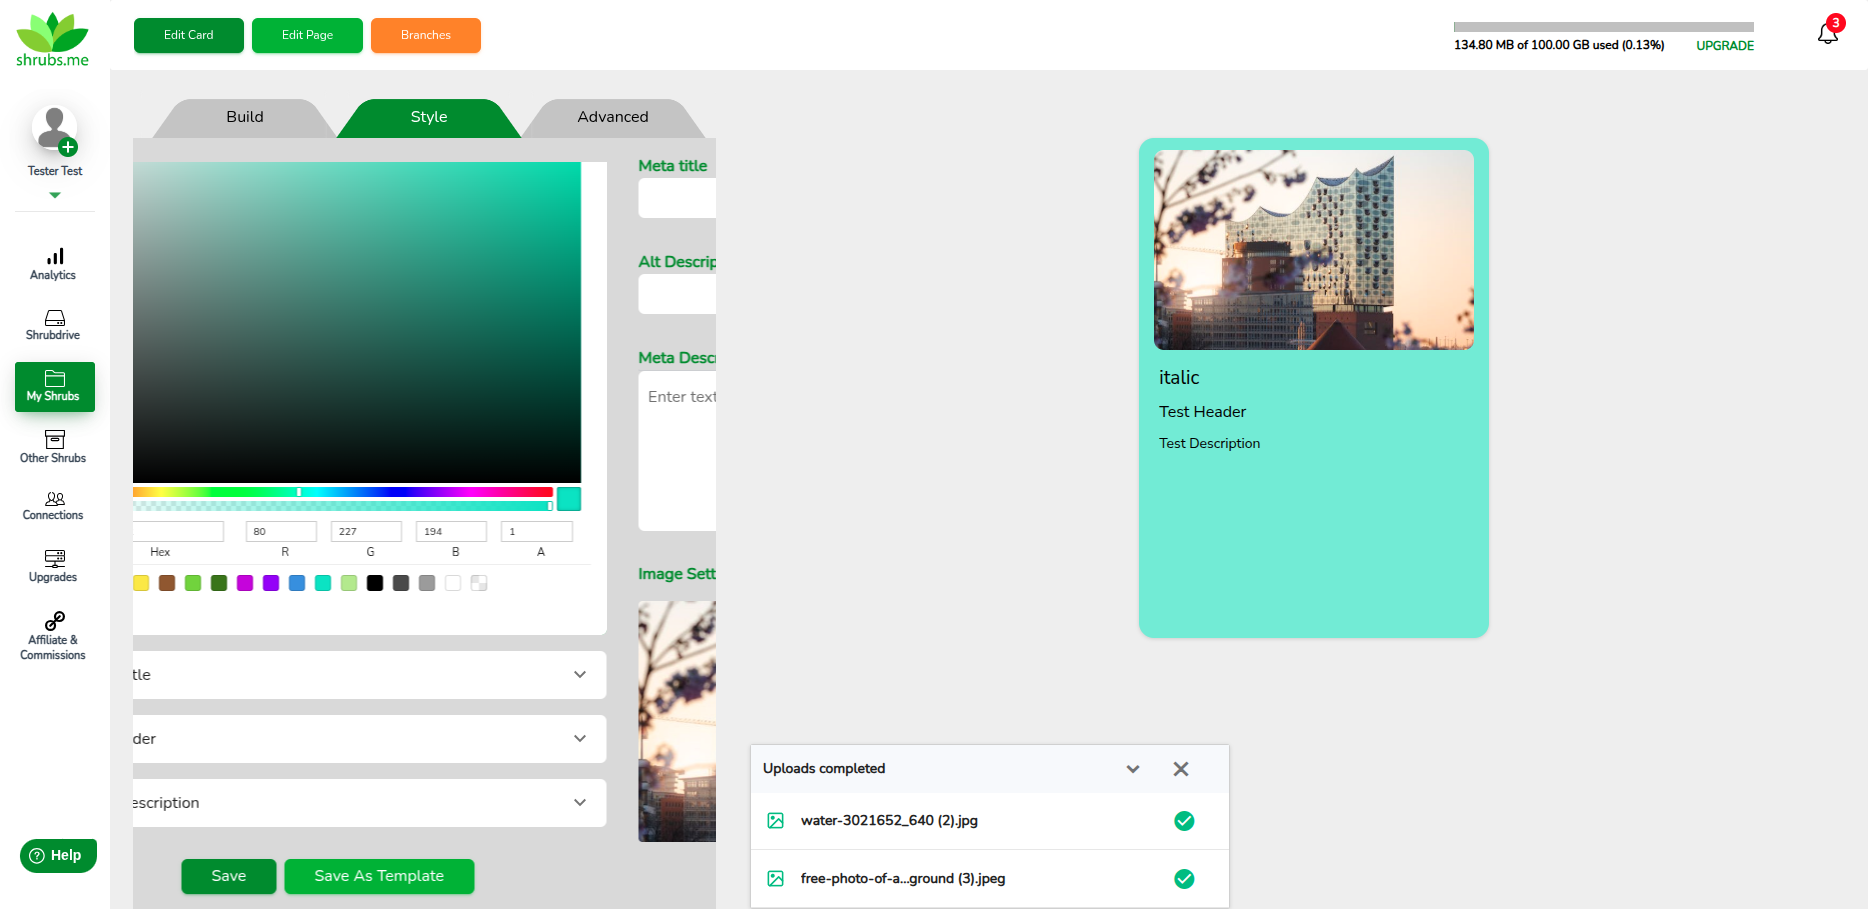 shrubs.me
Edit Card
Edit Page
Branches
134.80 MB of 100.00 GB used (0.13%)
UPGRADE
3
Tester Test
Analytics
Shrubdrive
My Shrubs
Other Shrubs
Connections
Upgrades
Affiliate &
Commissions
Help
Build
Style
Advanced
80
227
194
1
Hex
R
G
B
A
tle
der
escription
Save
Save As Template
Meta title
Alt Descrip
Meta Descr
Enter text
Image Sett
italic
Test Header
Test Description
Uploads completed
water-3021652_640 (2).jpg
free-photo-of-a...ground (3).jpeg